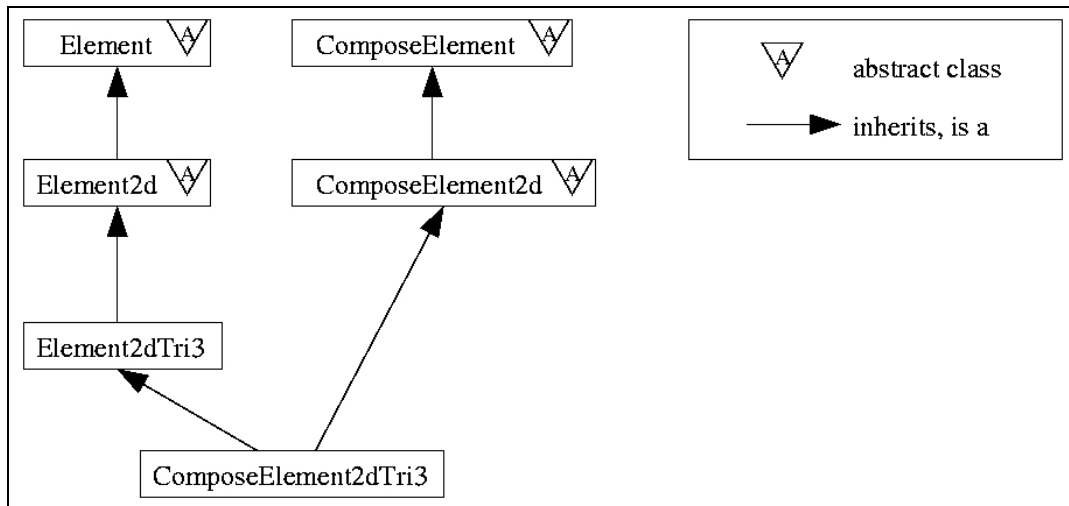 Element A
ComposeElement A
A abstract class
inherits, is a
Element2d A
ComposeElement2d A
Element2dTri3
ComposeElement2dTri3